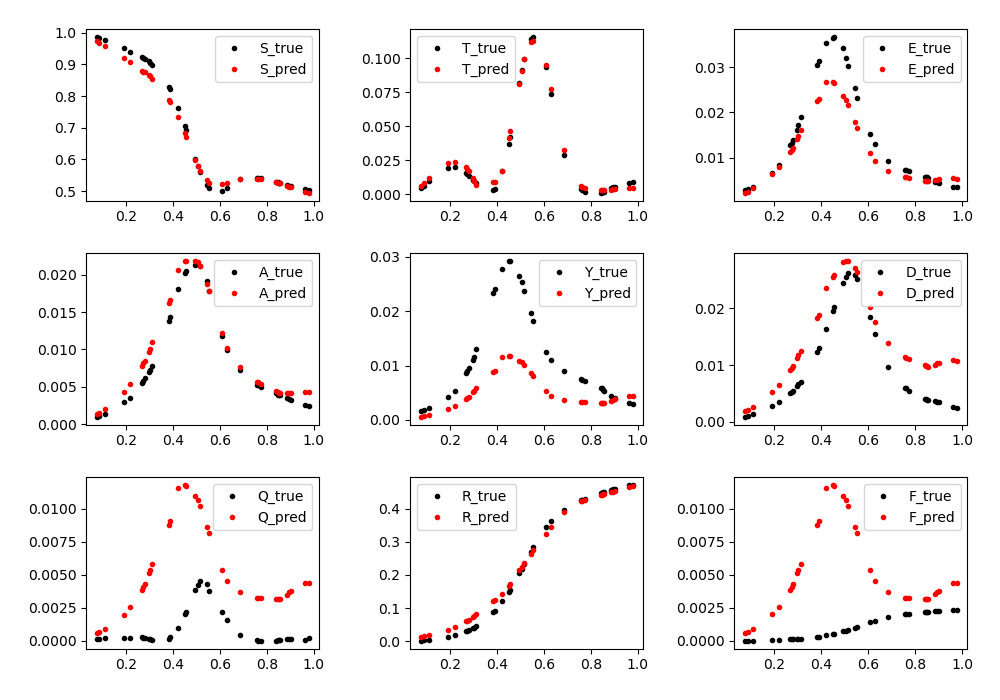 1.0
0.9
0.8
0.7
0.6
0.5
0.2 0.4 0.6 0.8 1.0
S_true
S_pred
0.100
0.075
0.050
0.025
0.000
0.2 0.4 0.6 0.8 1.0
T_true
T_pred
0.03
0.02
0.01
0.2 0.4 0.6 0.8 1.0
E_true
E_pred
0.020
0.015
0.010
0.005
0.000
0.2 0.4 0.6 0.8 1.0
A_true
A_pred
0.03
0.02
0.01
0.00
0.2 0.4 0.6 0.8 1.0
Y_true
Y_pred
0.02
0.01
0.00
0.2 0.4 0.6 0.8 1.0
D_true
D_pred
0.0100
0.0075
0.0050
0.0025
0.0000
0.2 0.4 0.6 0.8 1.0
Q_true
Q_pred
0.4
0.3
0.2
0.1
0.0
0.2 0.4 0.6 0.8 1.0
R_true
R_pred
0.0100
0.0075
0.0050
0.0025
0.0000
0.2 0.4 0.6 0.8 1.0
F_true
F_pred